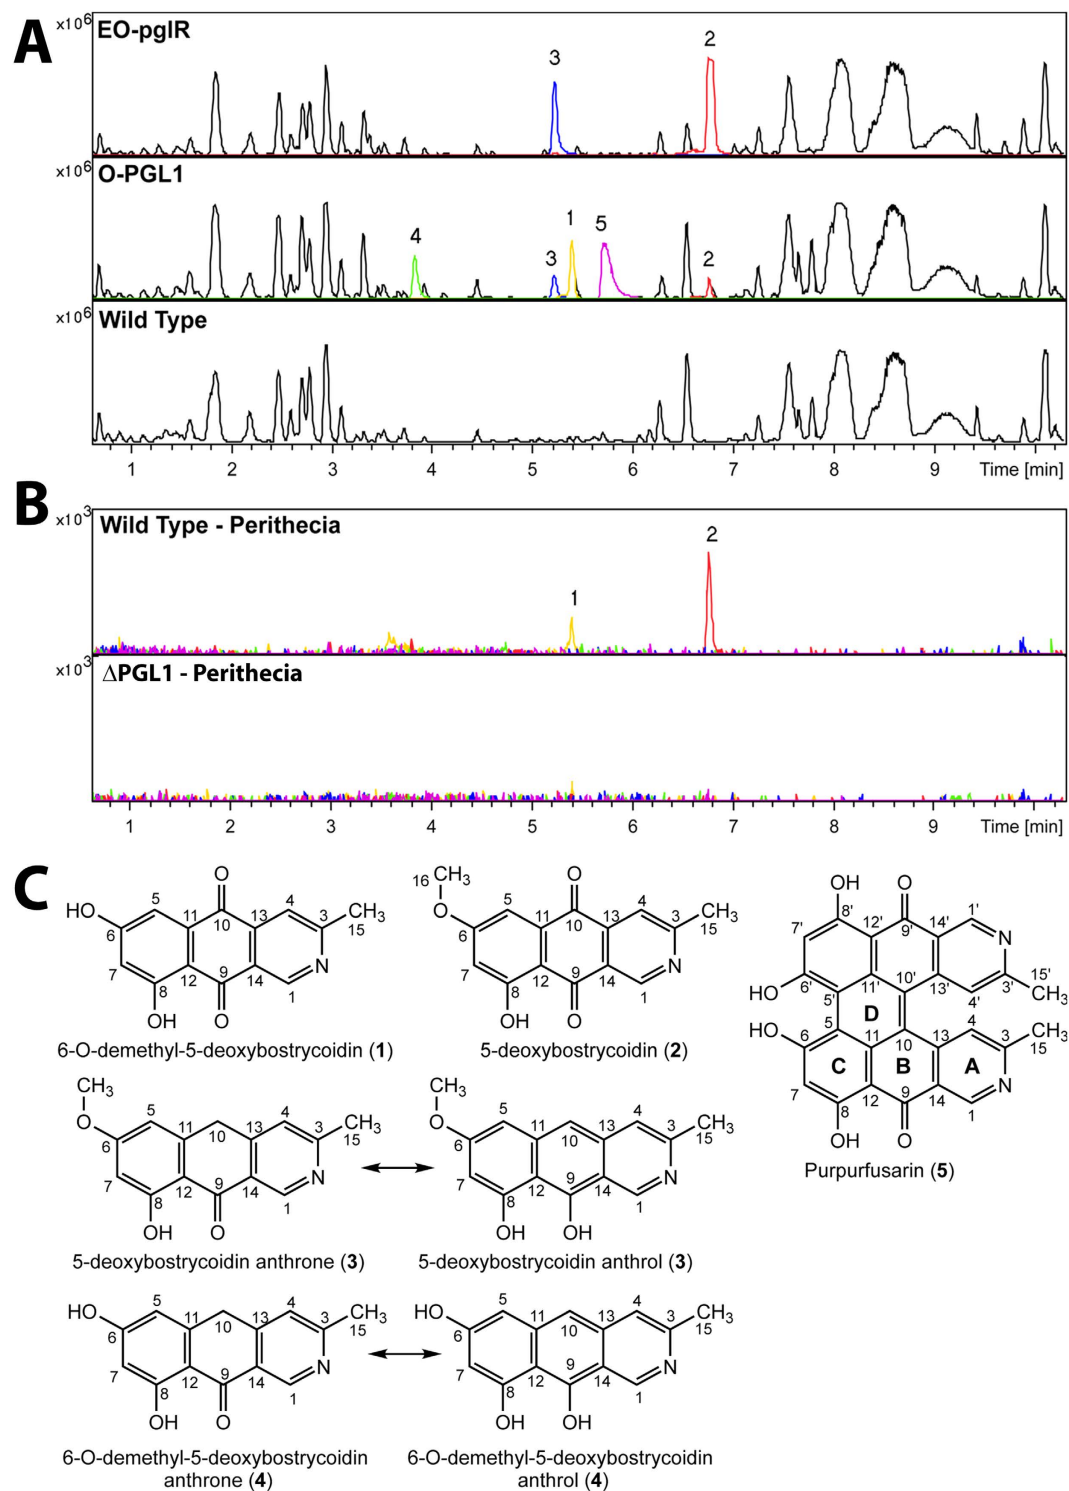 A
x10⁶
EO-pglR
3
2
x10⁶
O-PGL1
4
3
1
5
2
x10⁶
Wild Type
1 2 3 4 5 6 7 8 9 Time [min]
B
x10³
Wild Type - Perithecia
1
2
x10³
ΔPGL1 - Perithecia
1 2 3 4 5 6 7 8 9 Time [min]
C
O
HO
5
11
10
13
4
3
CH₃
15
6
7
8
12
9
14
1
N
OH
O
6-O-demethyl-5-deoxybostrycoidin (1)
16
CH₃
O
O
5
11
10
13
4
3
CH₃
15
6
7
8
12
9
14
1
N
OH
O
5-deoxybostrycoidin (2)
OH
O
8'
7'
12'
9'
14'
1'
N
HO
6'
5'
11'
10'
13'
4'
3'
15'
CH₃
D
HO
6
5
11
10
13
4
3
CH₃
15
C
B
A
7
8
12
9
14
1
N
OH
O
Purpurfusarin (5)
CH₃
O
5
11
10
13
4
3
CH₃
15
6
7
8
12
9
14
1
N
OH
O
5-deoxybostrycoidin anthrone (3)
CH₃
O
5
11
10
13
4
3
CH₃
15
6
7
8
12
9
14
1
N
OH
OH
5-deoxybostrycoidin anthrol (3)
HO
5
11
10
13
4
3
CH₃
15
6
7
8
12
9
14
1
N
OH
O
6-O-demethyl-5-deoxybostrycoidin
anthrone (4)
HO
5
11
10
13
4
3
CH₃
15
6
7
8
12
9
14
1
N
OH
OH
6-O-demethyl-5-deoxybostrycoidin
anthrol (4)